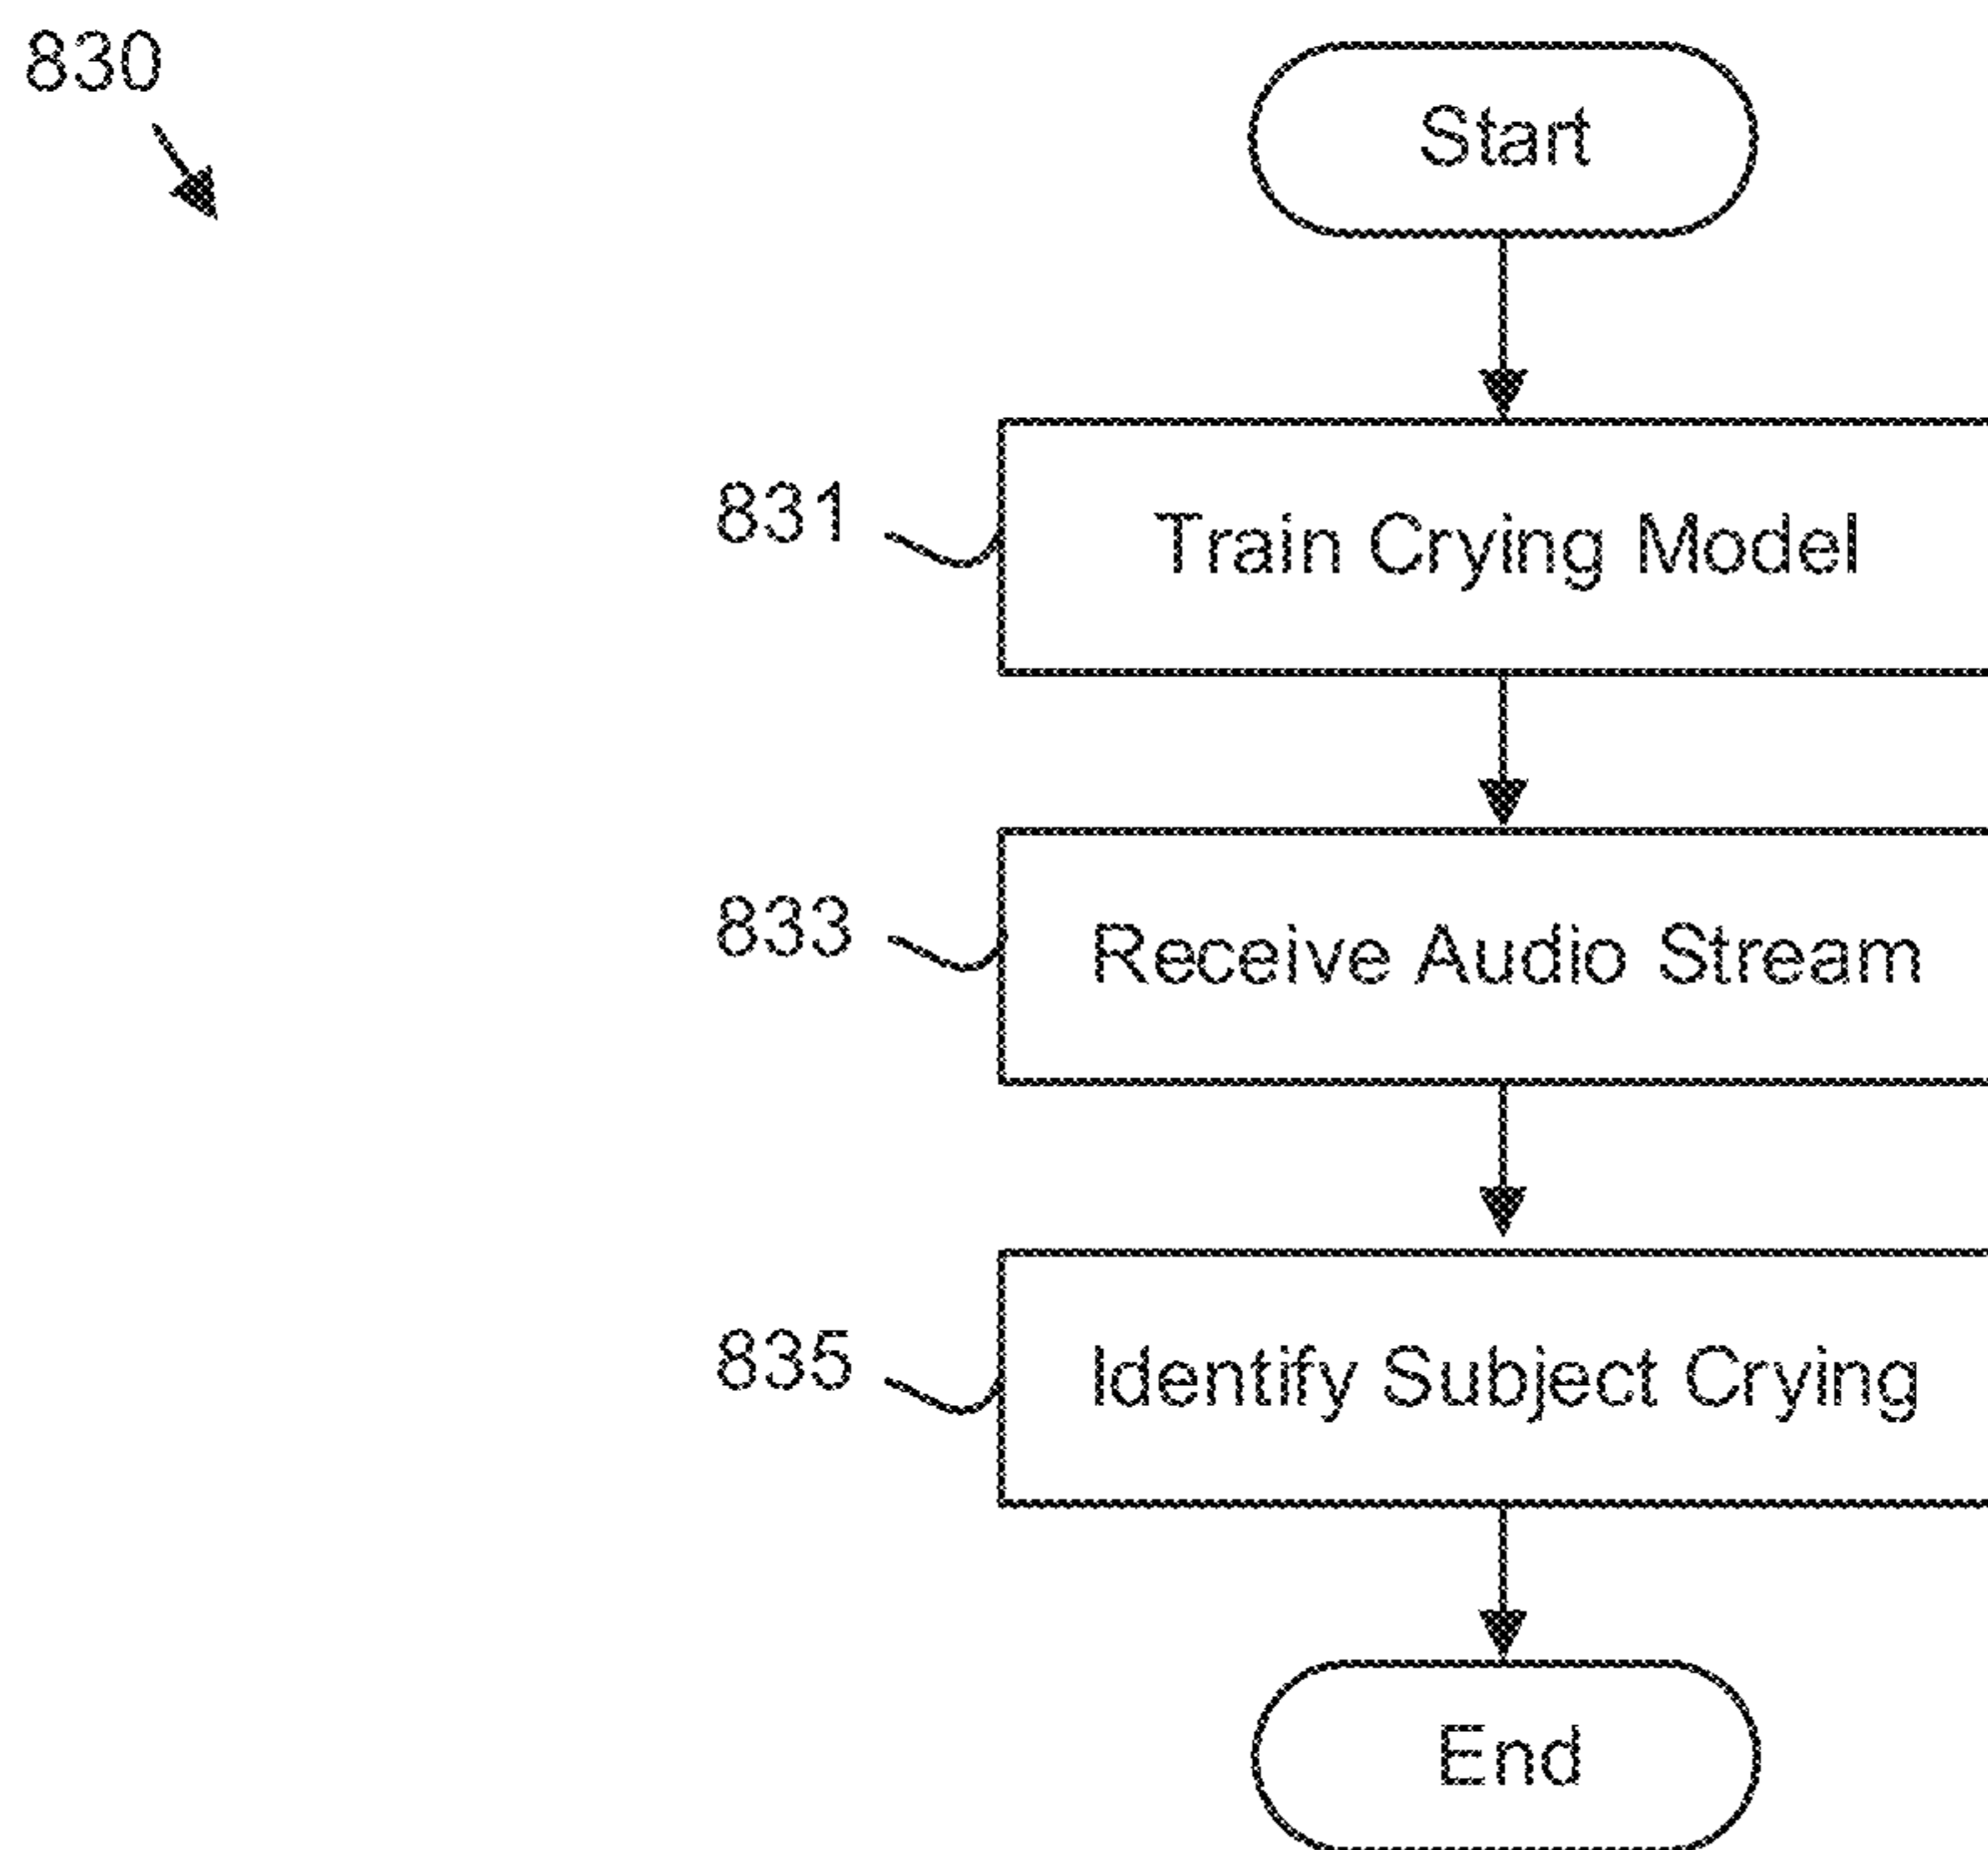 830
Start
831
Train Crying Model
833
Receive Audio Stream
835
Identify Subject Crying
End